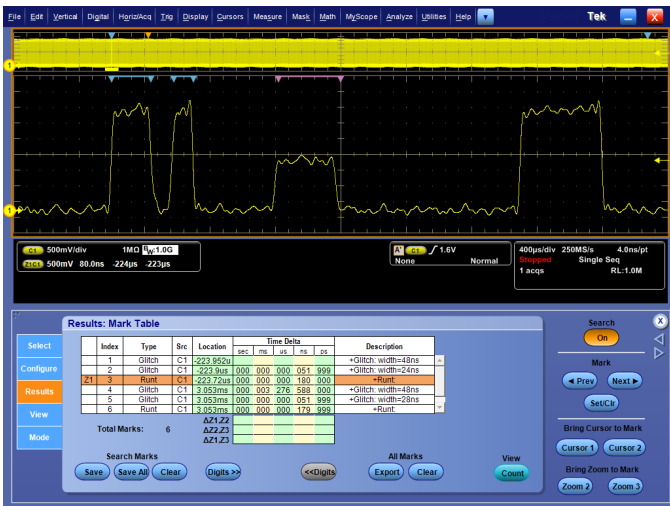 File Edit Vertical Digital Horiz/Acq Trig Display Cursors Measure Mask Math MyScope Analyze Utilities Help Tek X
1
1
C1 500mV/div 1MΩ BW:1.0G
Z1C1 500mV 80.0ns -224µs -223µs
A' C1 1.6V
None Normal
400µs/div 250MS/s 4.0ns/pt
Stopped Single Seq
1 acqs RL:1.0M
Results: Mark Table
Select
Configure
Results
View
Mode
Index Type Src Location Time Delta Description
sec ms us ns ps
1 Glitch C1 -223.952u +Glitch: width=48ns
2 Glitch C1 -223.9us 000 000 000 051 999 +Glitch: width=24ns
Z1 3 Runt C1 -223.72us 000 000 000 180 000 +Runt:
4 Glitch C1 3.053ms 000 003 276 588 000 +Glitch: width=48ns
5 Glitch C1 3.053ms 000 000 000 051 999 +Glitch: width=28ns
6 Runt C1 3.053ms 000 000 000 179 999 +Runt:
Total Marks: 6
ΔZ1,Z2
ΔZ2,Z3
ΔZ1,Z3
Search Marks
Save Save All Clear Digits >> <<Digits
All Marks
Export Clear
View
Count
Search
On
X
Mark
Prev Next
Set/Clr
Bring Cursor to Mark
Cursor 1 Cursor 2
Bring Zoom to Mark
Zoom 2 Zoom 3